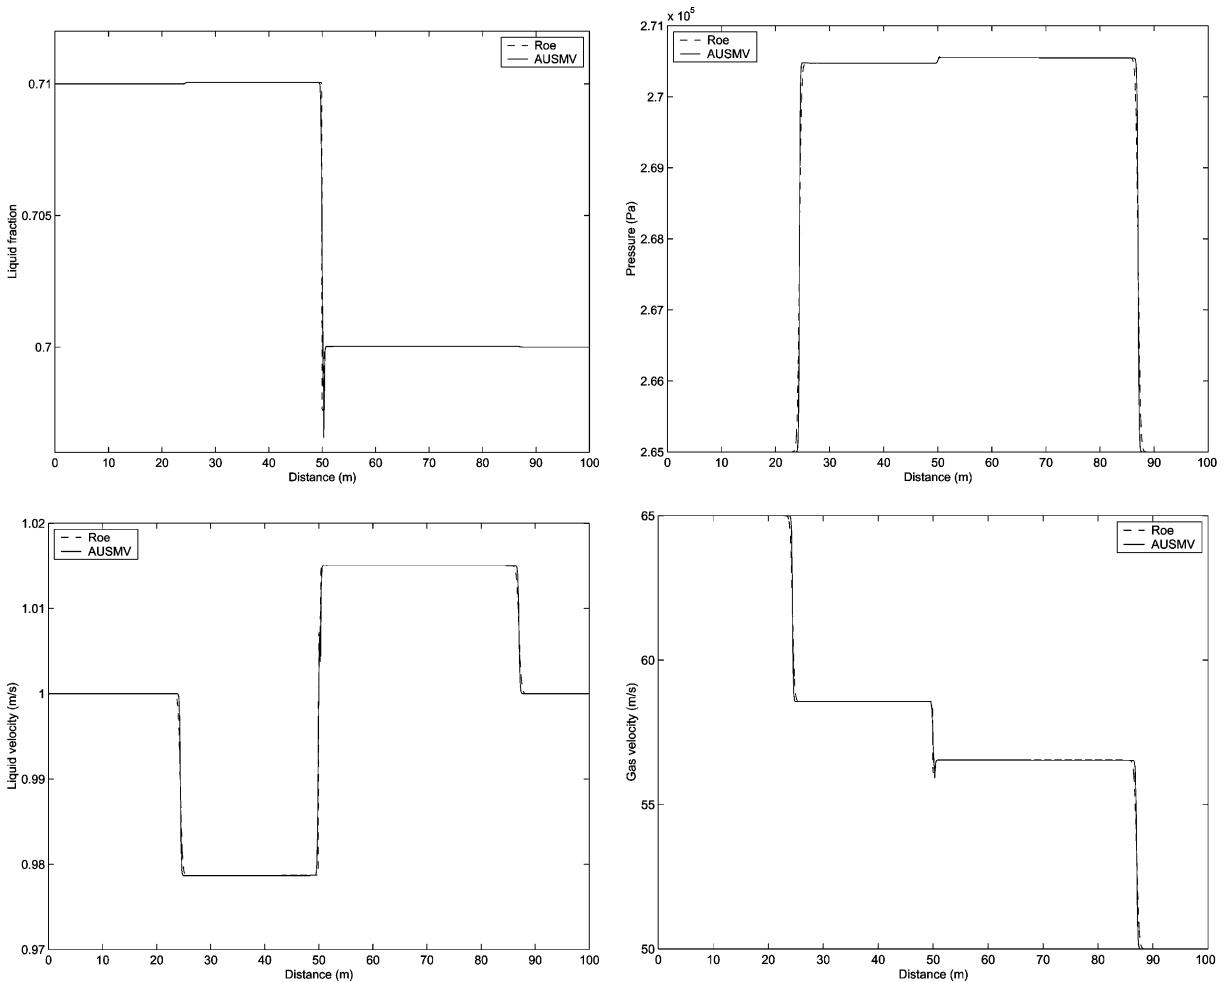 Roe
AUSMV
0.71
0.705
0.7
Liquid fraction
0 10 20 30 40 50 60 70 80 90 100
Distance (m)
x 10⁵
2.71
2.7
2.69
2.68
2.67
2.66
2.65
Pressure (Pa)
Roe
AUSMV
0 10 20 30 40 50 60 70 80 90 100
Distance (m)
1.02
1.01
1
0.99
0.98
0.97
Liquid velocity (m/s)
Roe
AUSMV
0 10 20 30 40 50 60 70 80 90 100
Distance (m)
65
60
55
50
Gas velocity (m/s)
Roe
AUSMV
0 10 20 30 40 50 60 70 80 90 100
Distance (m)